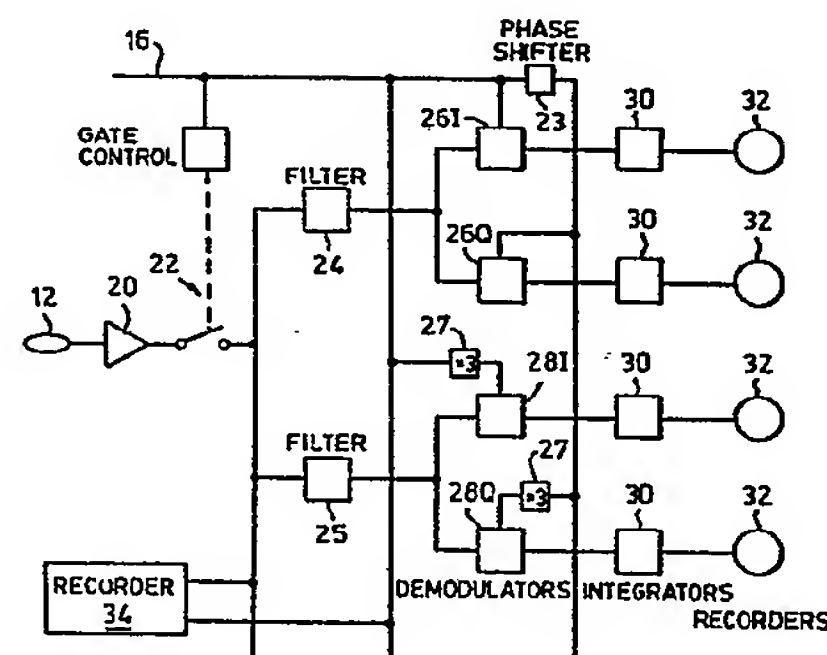 16
PHASE
SHIFTER
23
26I
30
32
GATE
CONTROL
FILTER
24
26Q
30
32
22
12
20
27
×3
28I
30
32
FILTER
25
27
×3
28Q
30
32
RECORDER
34
DEMODULATORS
INTEGRATORS
RECORDERS